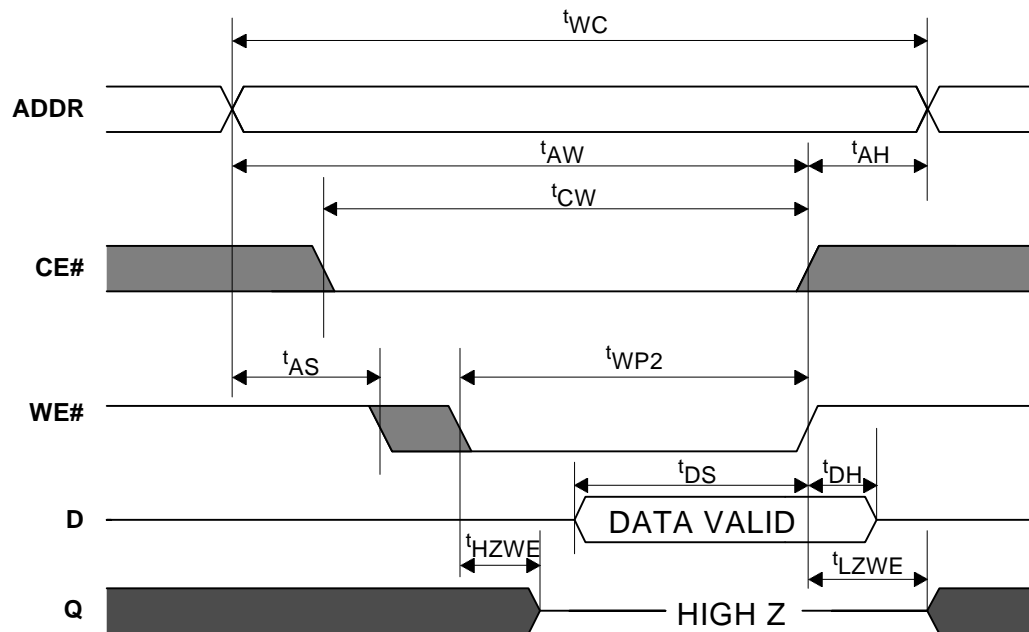 tWC
ADDR
tAW
tAH
tCW
CE#
tAS
tWP2
WE#
tDS
tDH
D
DATA VALID
tHZWE
tLZWE
Q
HIGH Z